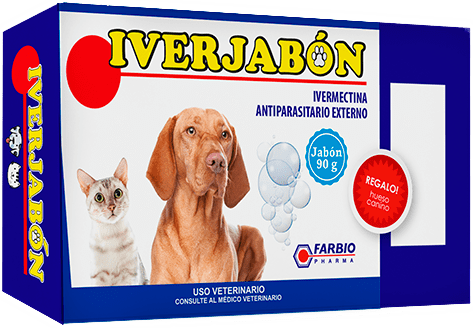 IVERJABÓN
IVERMECTINA
ANTIPARASITARIO EXTERNO
Jabón
90 g
REGALO!
hueso
canino
FARBIO
PHARMA
USO VETERINARIO
CONSULTE AL MÉDICO VETERINARIO
IVERJABÓN